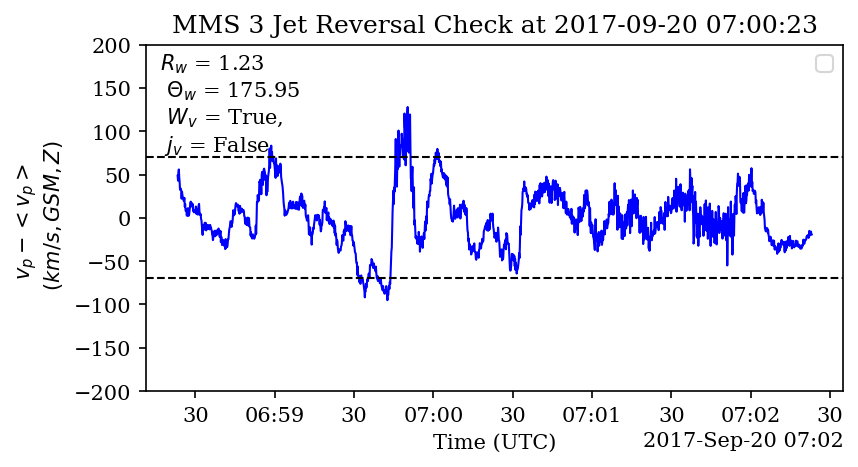 MMS 3 Jet Reversal Check at 2017-09-20 07:00:23
R_w = 1.23
Θ_w = 175.95
W_v = True,
j_v = False
200
150
100
50
0
−50
−100
−150
−200
v_p − < v_p >
(km/s, GSM, Z)
30 06:59 30 07:00 30 07:01 30 07:02 30
Time (UTC)
2017-Sep-20 07:02